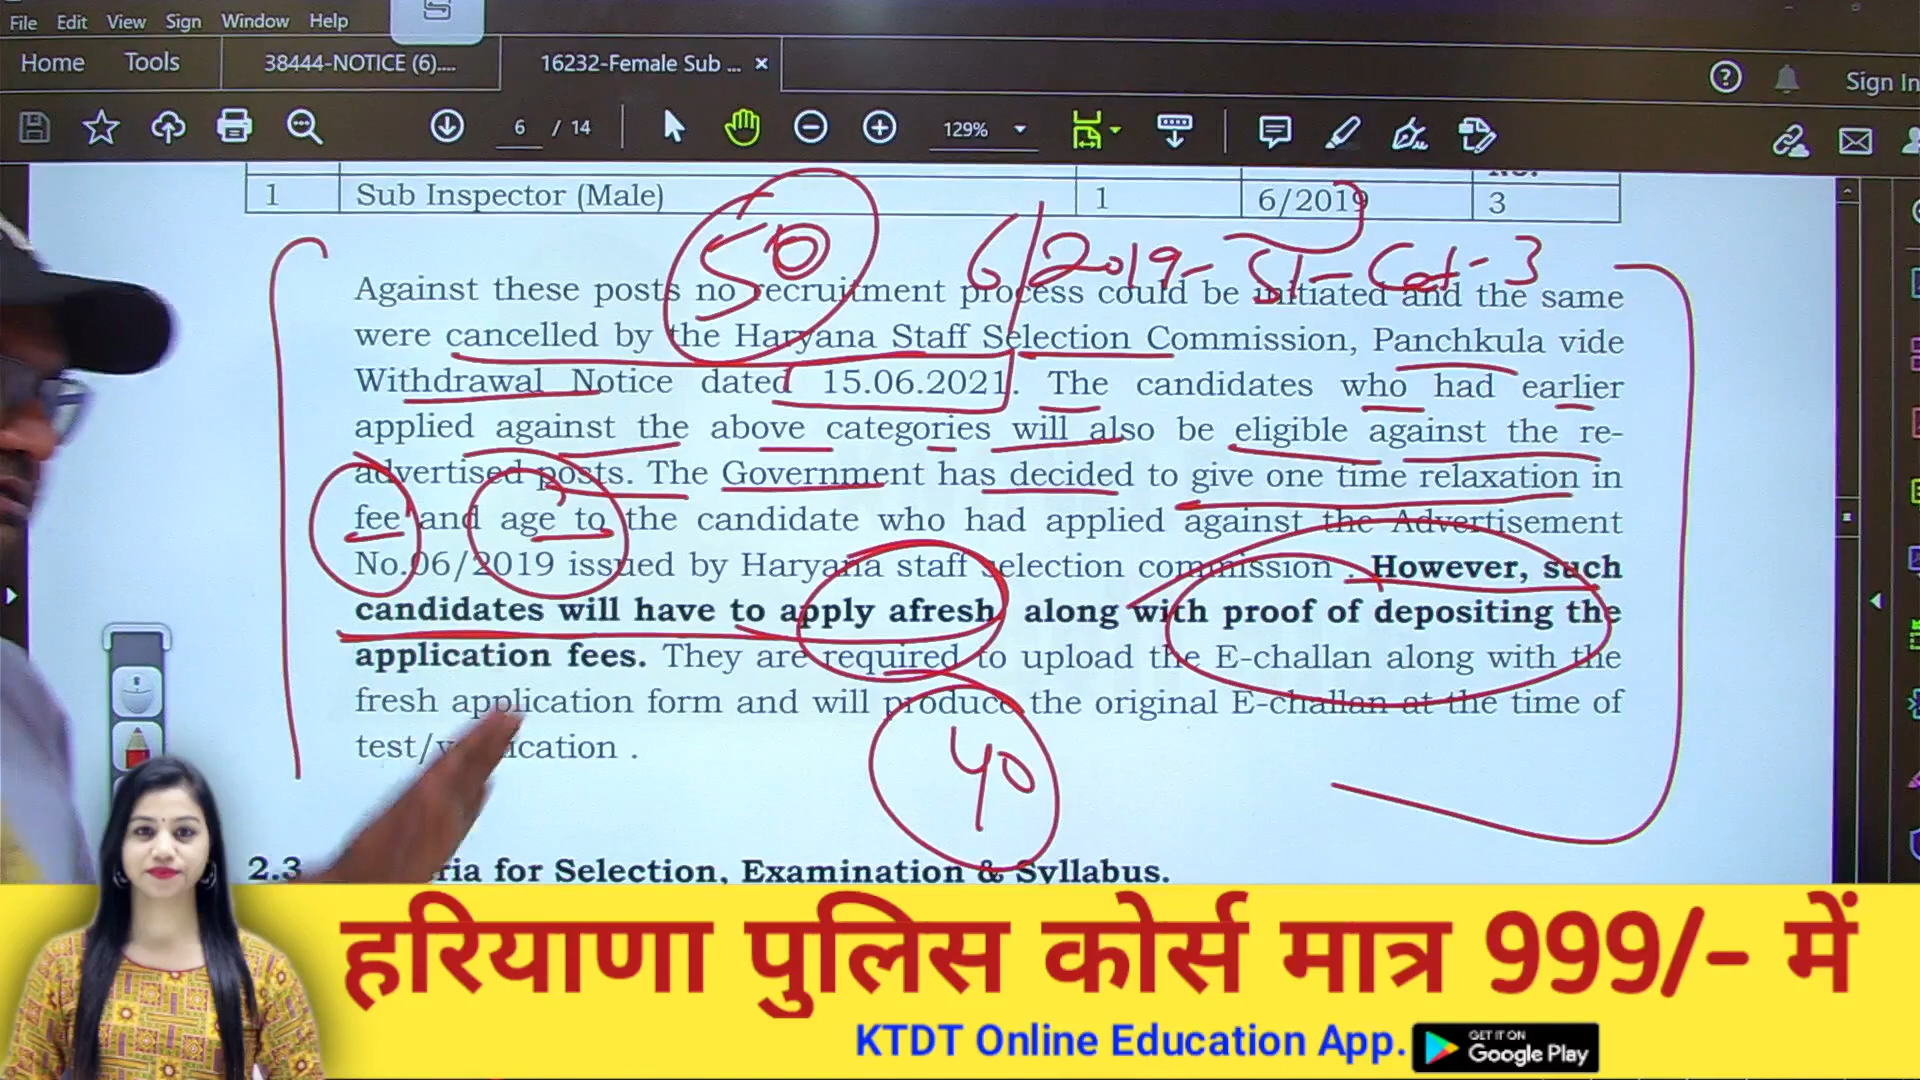 File Edit View Sign Window Help
Home Tools 38444-NOTICE (6).... 16232-Female Sub ... × Sign In
6 / 14 129%
1 Sub Inspector (Male) 1 6/2019 3
50 6/2019- SI - Cat - 3
Against these posts no recruitment process could be initiated and the same
were cancelled by the Haryana Staff Selection Commission, Panchkula vide
Withdrawal Notice dated 15.06.2021. The candidates who had earlier
applied against the above categories will also be eligible against the re-
advertised posts. The Government has decided to give one time relaxation in
fee and age to the candidate who had applied against the Advertisement
No.06/2019 issued by Haryana staff selection commission . However, such
candidates will have to apply afresh along with proof of depositing the
application fees. They are required to upload the E-challan along with the
fresh application form and will produce the original E-challan at the time of
40
2.3 for Selection, Examination & Syllabus.
हरियाणा पुलिस कोर्स मात्र 999/- में
KTDT Online Education App. GET IT ON
Google Play